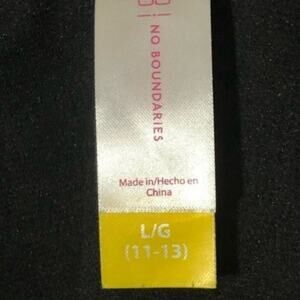 NO BOUNDARIES
Made in/Hecho en
China
L/G
(11-13)